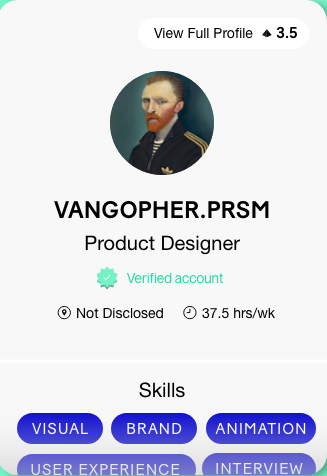 View Full Profile 3.5
VANGOPHER.PRSM
Product Designer
Verified account
Not Disclosed 37.5 hrs/wk
Skills
VISUAL BRAND ANIMATION
USER EXPERIENCE INTERVIEW